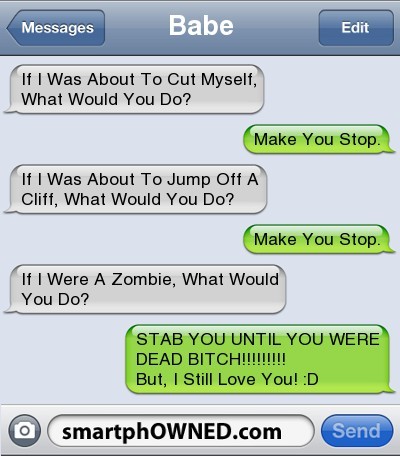 Messages
Babe
Edit
If I Was About To Cut Myself,
What Would You Do?
Make You Stop.
If I Was About To Jump Off A
Cliff, What Would You Do?
Make You Stop.
If I Were A Zombie, What Would
You Do?
STAB YOU UNTIL YOU WERE
DEAD BITCH!!!!!!!!!
But, I Still Love You! :D
smartphOWNED.com
Send